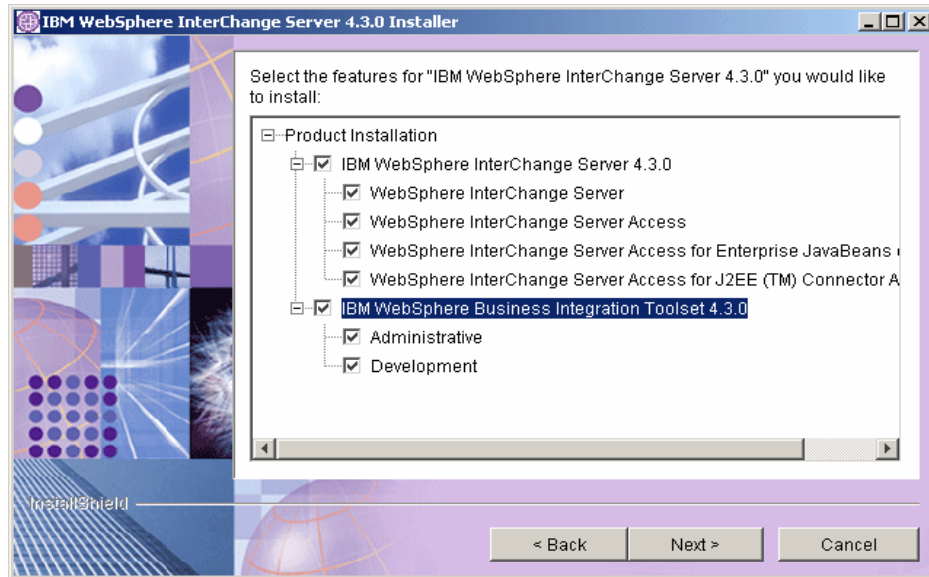 IBM WebSphere InterChange Server 4.3.0 Installer
Select the features for "IBM WebSphere InterChange Server 4.3.0" you would like
to install:
Product Installation
IBM WebSphere InterChange Server 4.3.0
WebSphere InterChange Server
WebSphere InterChange Server Access
WebSphere InterChange Server Access for Enterprise JavaBeans
WebSphere InterChange Server Access for J2EE (TM) Connector A
IBM WebSphere Business Integration Toolset 4.3.0
Administrative
Development
InstallShield
< Back
Next >
Cancel